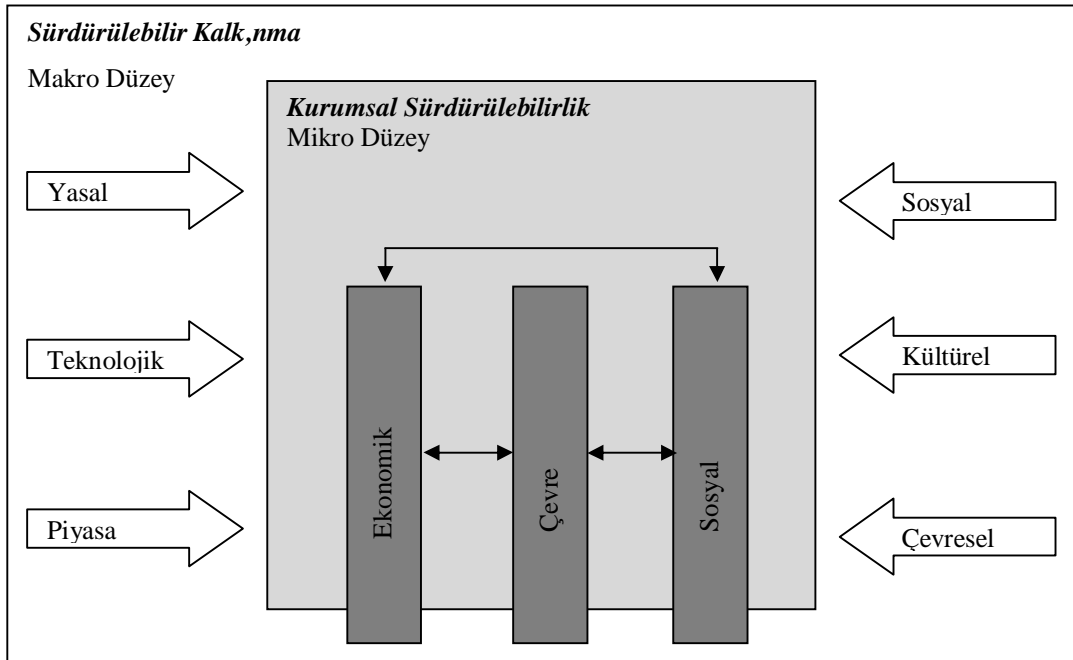 Sürdürülebilir Kalk,nma
Makro Düzey
Kurumsal Sürdürülebilirlik
Mikro Düzey
Yasal
Sosyal
Teknolojik
Kültürel
Piyasa
Çevresel
Ekonomik
Çevre
Sosyal